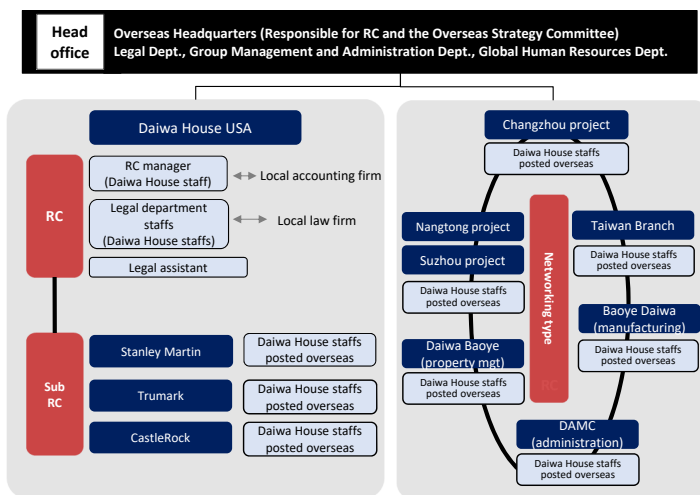 Head
office
Overseas Headquarters (Responsible for RC and the Overseas Strategy Committee)
Legal Dept., Group Management and Administration Dept., Global Human Resources Dept.
Daiwa House USA
RC
RC manager
(Daiwa House staff)
Local accounting firm
Legal department
staffs
(Daiwa House staffs)
Local law firm
Legal assistant
Sub
RC
Stanley Martin
Daiwa House staffs
posted overseas
Trumark
Daiwa House staffs
posted overseas
CastleRock
Daiwa House staffs
posted overseas
Changzhou project
Daiwa House staffs
posted overseas
Nangtong project
Suzhou project
Daiwa House staffs
posted overseas
Daiwa Baoye
(property mgt)
Daiwa House staffs
posted overseas
Networking type
RC
Taiwan Branch
Daiwa House staffs
posted overseas
Baoye Daiwa
(manufacturing)
Daiwa House staffs
posted overseas
DAMC
(administration)
Daiwa House staffs
posted overseas